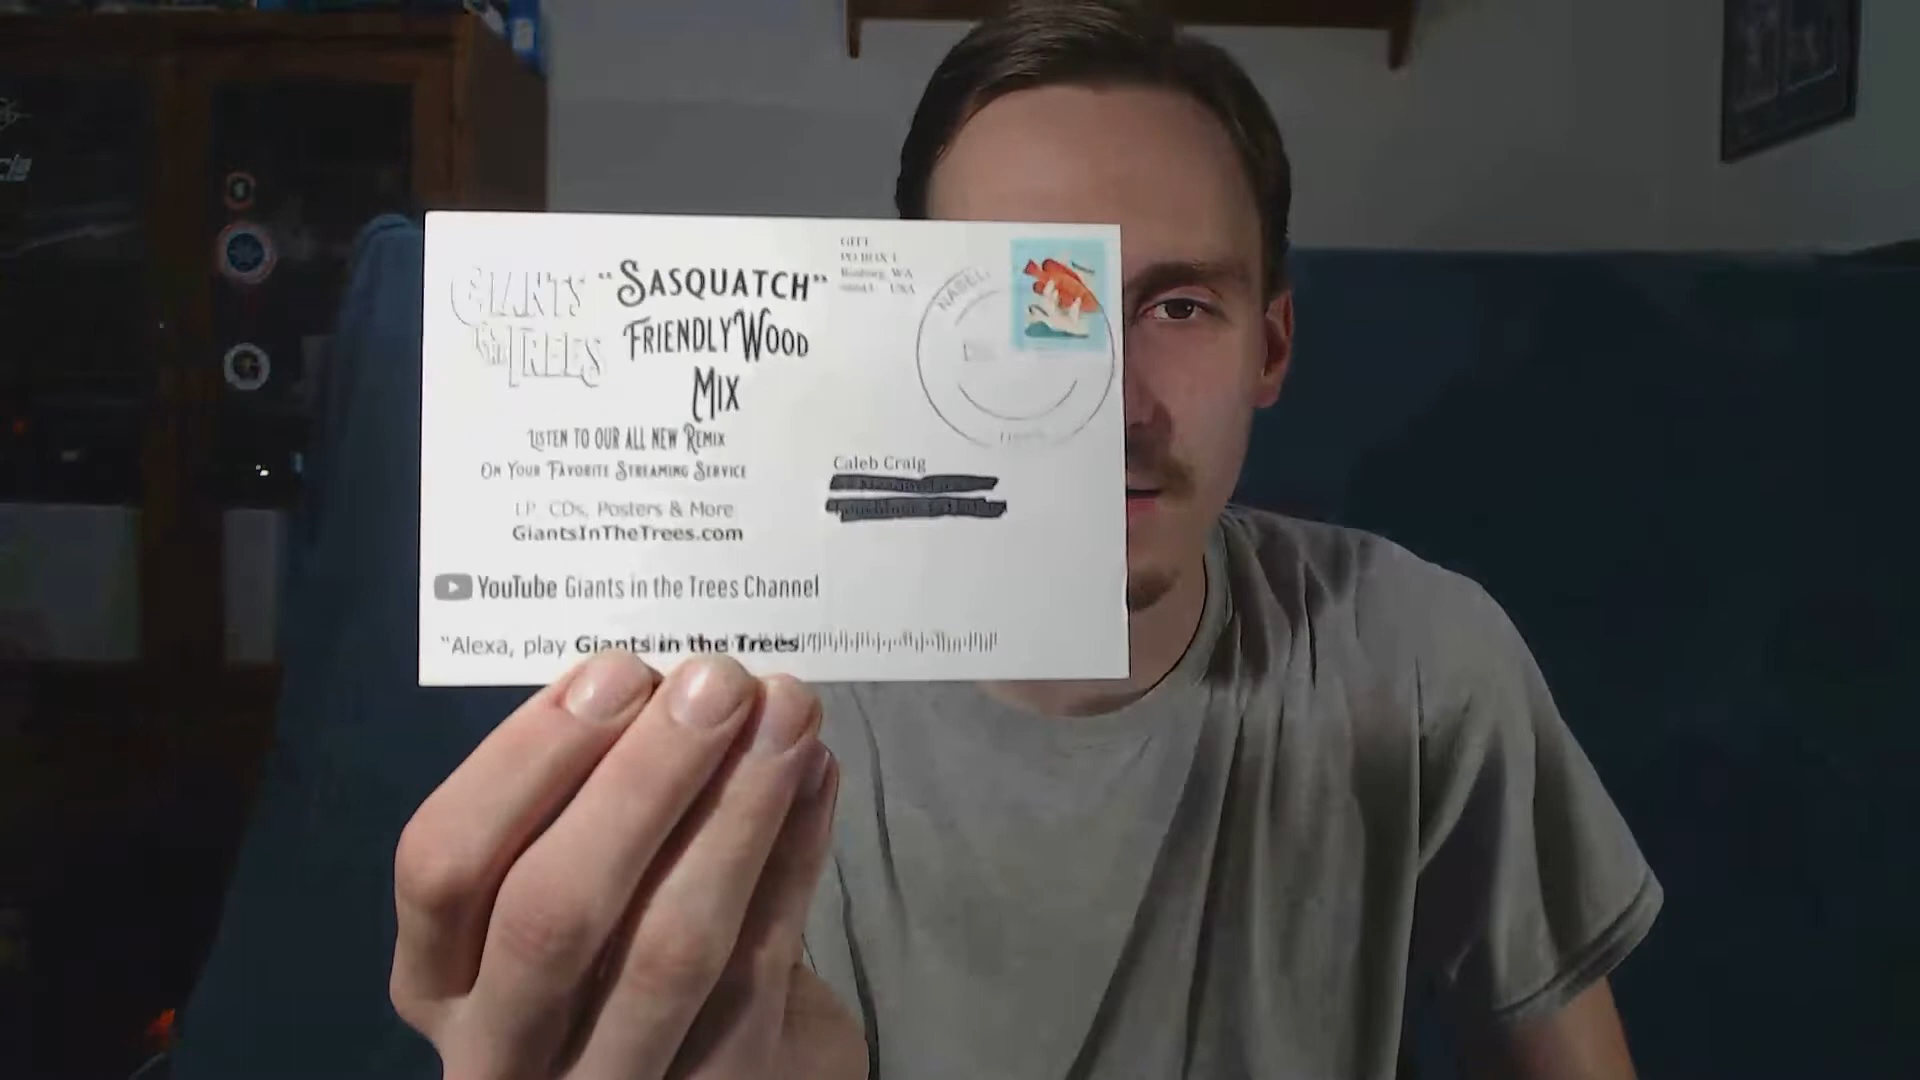 GIANTS
IN THE
TREES
"SASQUATCH"
FRIENDLY WOOD
MIX
LISTEN TO OUR ALL NEW REMIX
ON YOUR FAVORITE STREAMING SERVICE
LP CDs, Posters & More
GiantsInTheTrees.com
YouTube Giants in the Trees Channel
"Alexa, play Giants in the Trees
GITT
PO BOX 1
WA
USA
NASEL
Caleb Craig